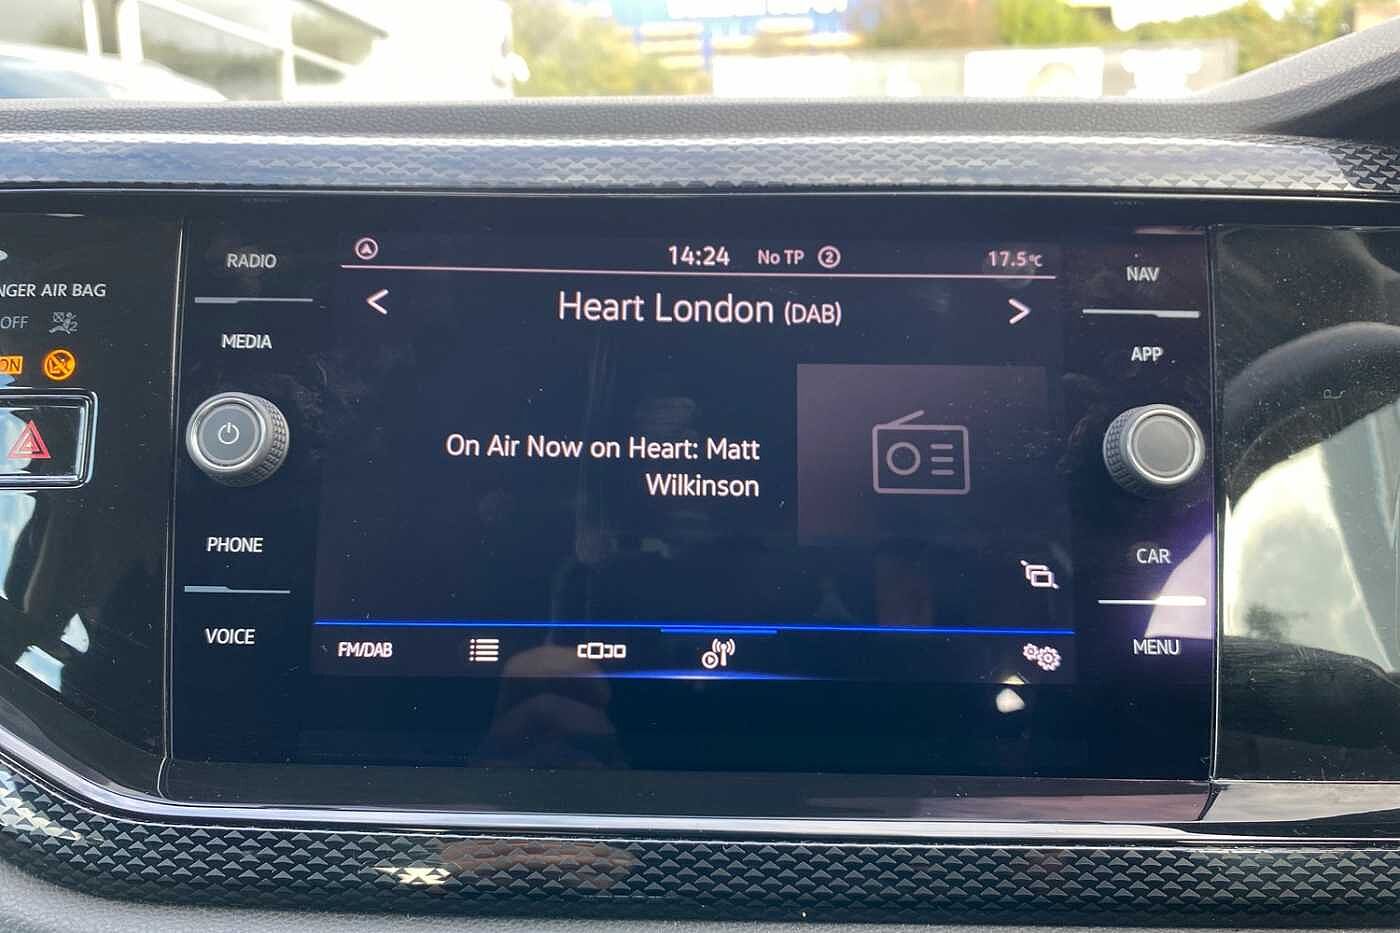 14:24 No TP 2 17.5°C
RADIO
NAV
Heart London (DAB)
MEDIA
APP
AIR BAG
OFF
ON
On Air Now on Heart: Matt
Wilkinson
PHONE
CAR
VOICE
MENU
FM/DAB